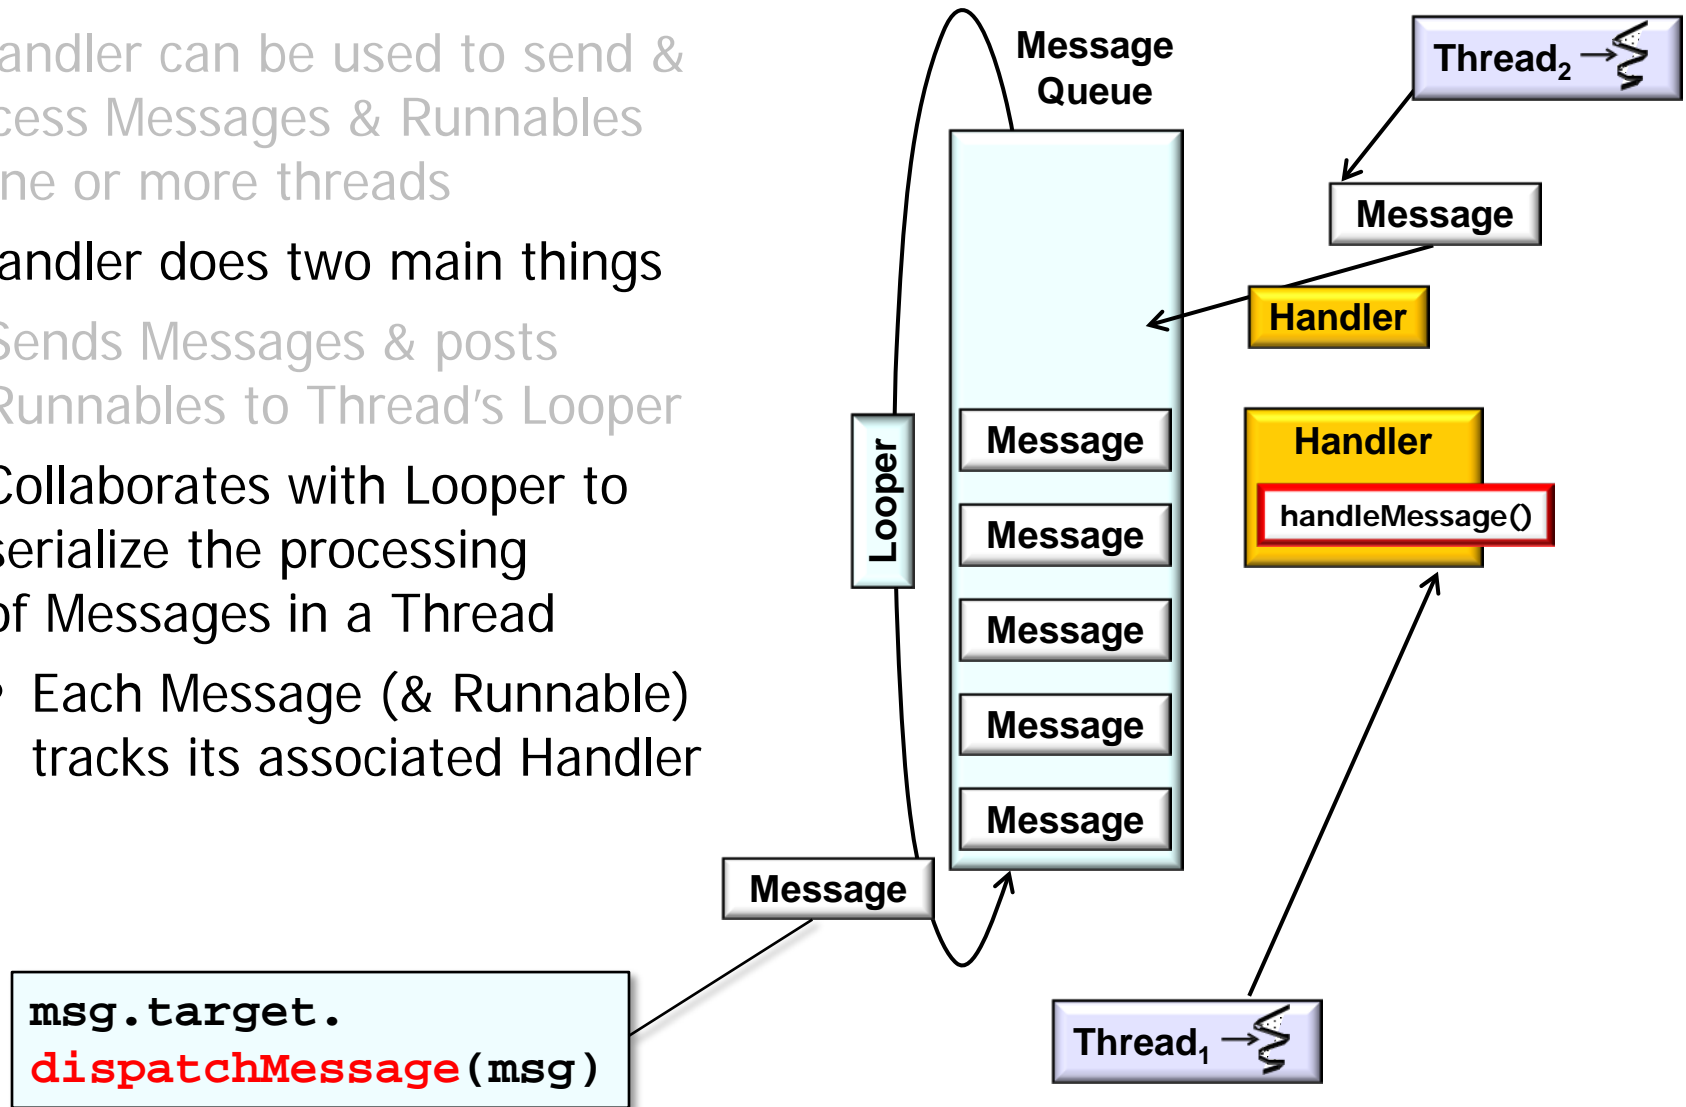 andler can be used to send &
cess Messages & Runnables
ne or more threads
andler does two main things
Sends Messages & posts
Runnables to Thread's Looper
Collaborates with Looper to
serialize the processing
of Messages in a Thread
• Each Message (& Runnable)
tracks its associated Handler
Message
Queue
Thread2
Message
Handler
Looper
Message
Message
Message
Message
Message
Handler
handleMessage()
Message
msg.target.
dispatchMessage(msg)
Thread1